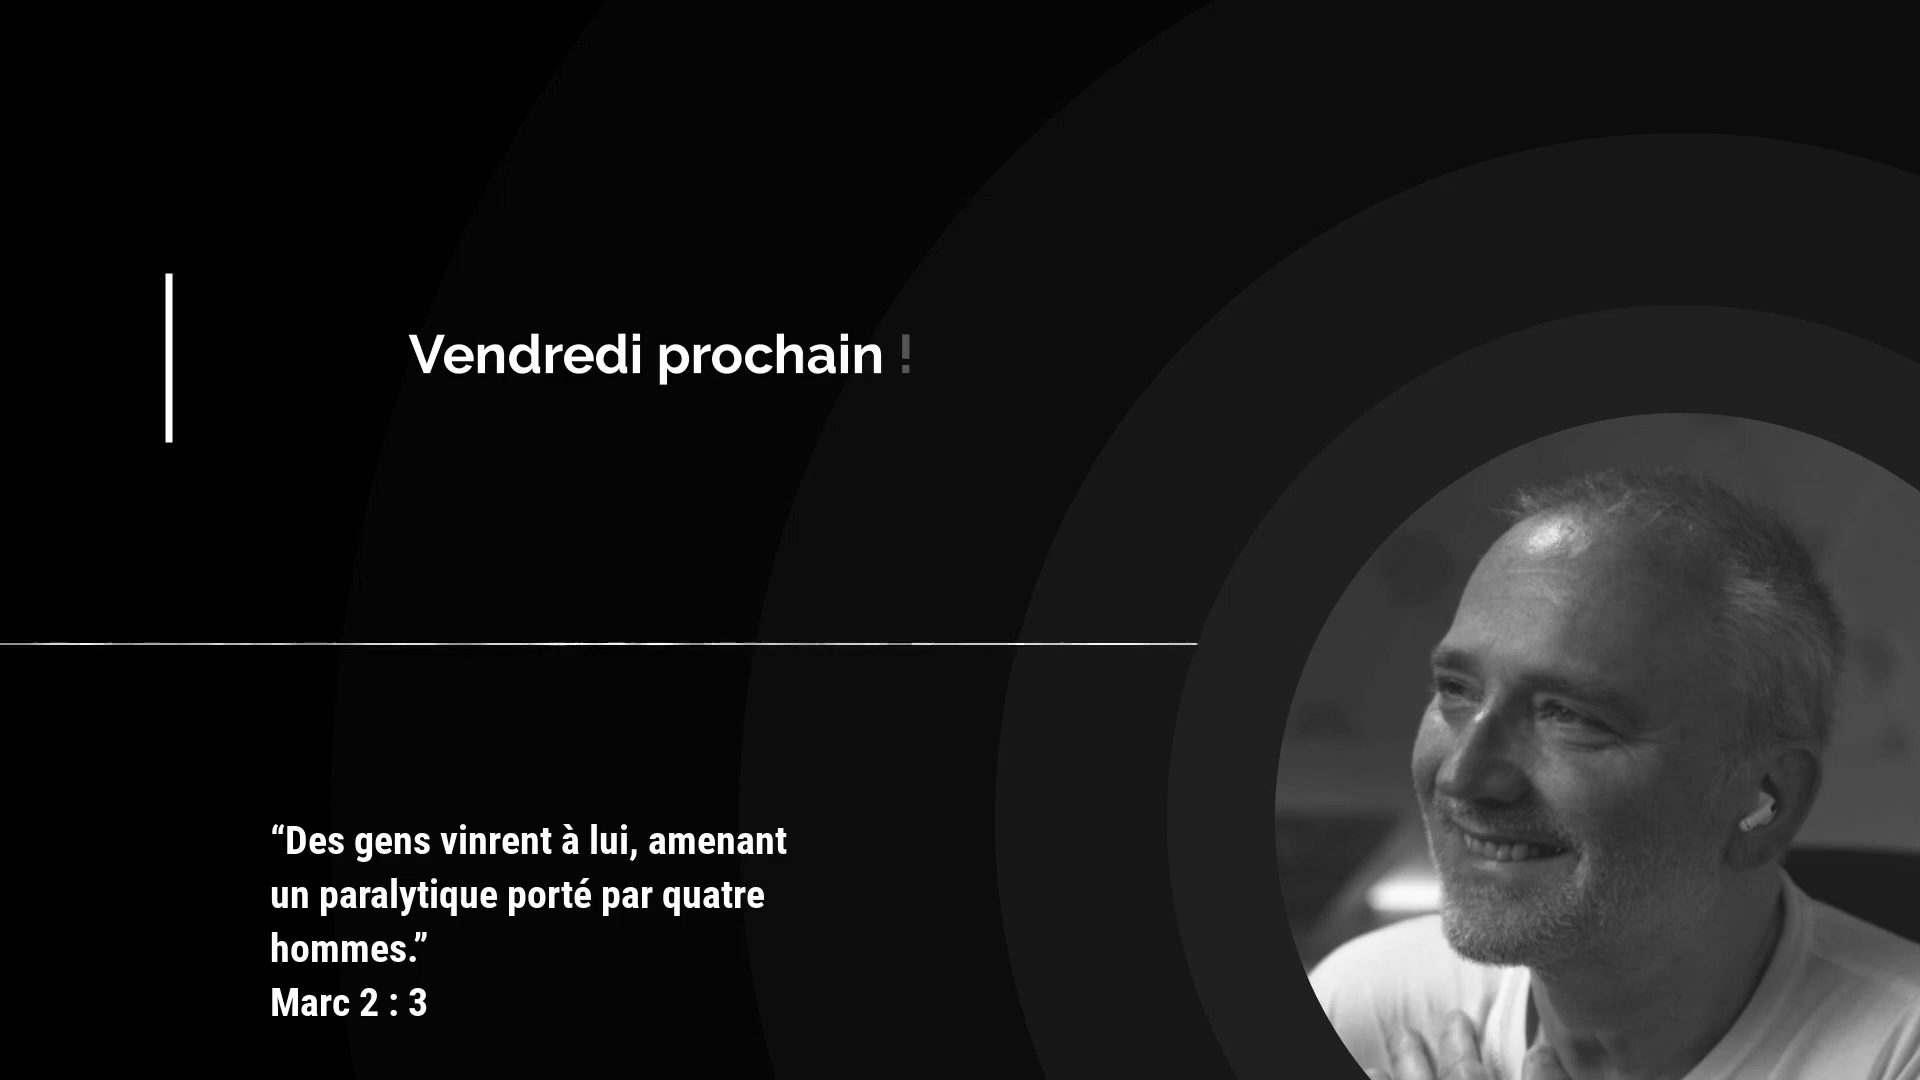 Vendredi prochain !
“Des gens vinrent à lui, amenant
un paralytique porté par quatre
hommes.”
Marc 2 : 3